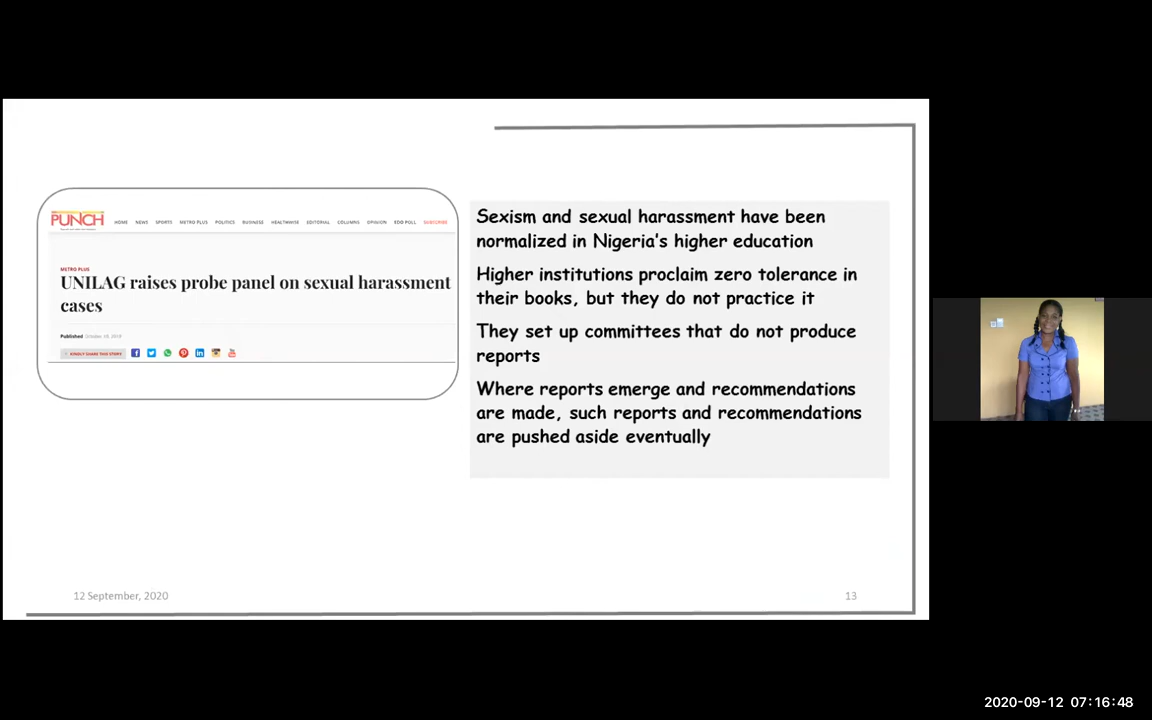 PUNCH
HOME NEWS SPORTS METRO PLUS POLITICS BUSINESS HEALTHWISE EDITORIAL COLUMNS OPINION EDO POLL SUBSCRIBE
METRO PLUS
UNILAG raises probe panel on sexual harassment
cases
Published October
KINDLY SHARE THIS STORY
Sexism and sexual harassment have been
normalized in Nigeria's higher education
Higher institutions proclaim zero tolerance in
their books, but they do not practice it
They set up committees that do not produce
reports
Where reports emerge and recommendations
are made, such reports and recommendations
are pushed aside eventually
12 September, 2020
13
2020-09-12 07:16:48